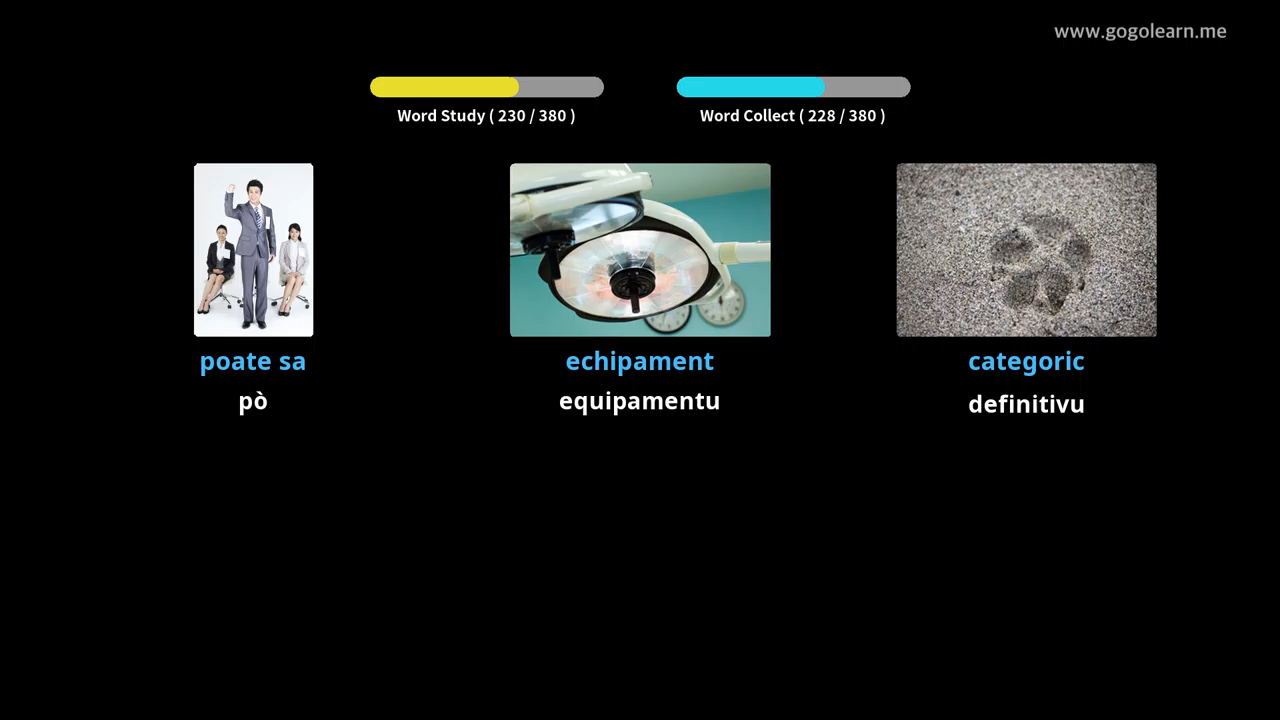 www.gogolearn.me
Word Study ( 230 / 380 )
Word Collect ( 228 / 380 )
poate sa
echipament
categoric
pò
equipamentu
definitivu